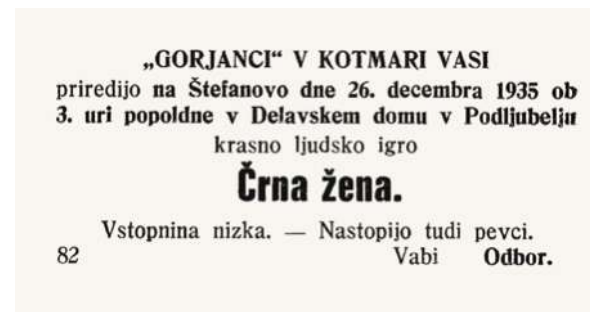 „GORJANCI“ V KOTMARI VASI
priredijo na Štefanovo dne 26. decembra 1935 ob
3. uri popoldne v Delavskem domu v Podljubelju
krasno ljudsko igro
Črna žena.
Vstopnina nizka. — Nastopijo tudi pevci.
82 Vabi Odbor.